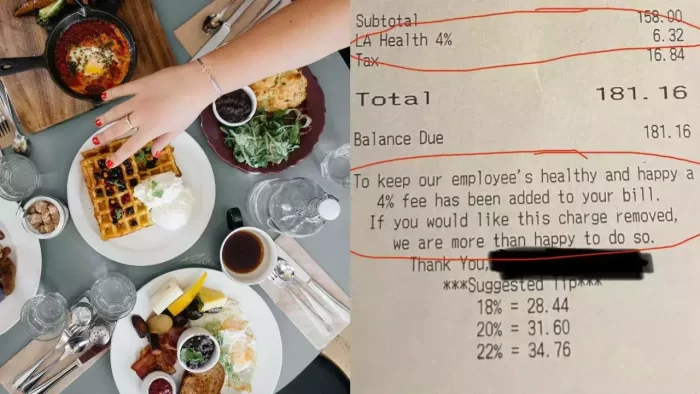 Subtotal 158.00
LA Health 4% 6.32
Tax 16.84
Total 181.16
Balance Due 181.16
To keep our employee's healthy and happy a
4% fee has been added to your bill.
If you would like this charge removed,
we are more than happy to do so.
Thank You,
***Suggested Tip***
18% = 28.44
20% = 31.60
22% = 34.76